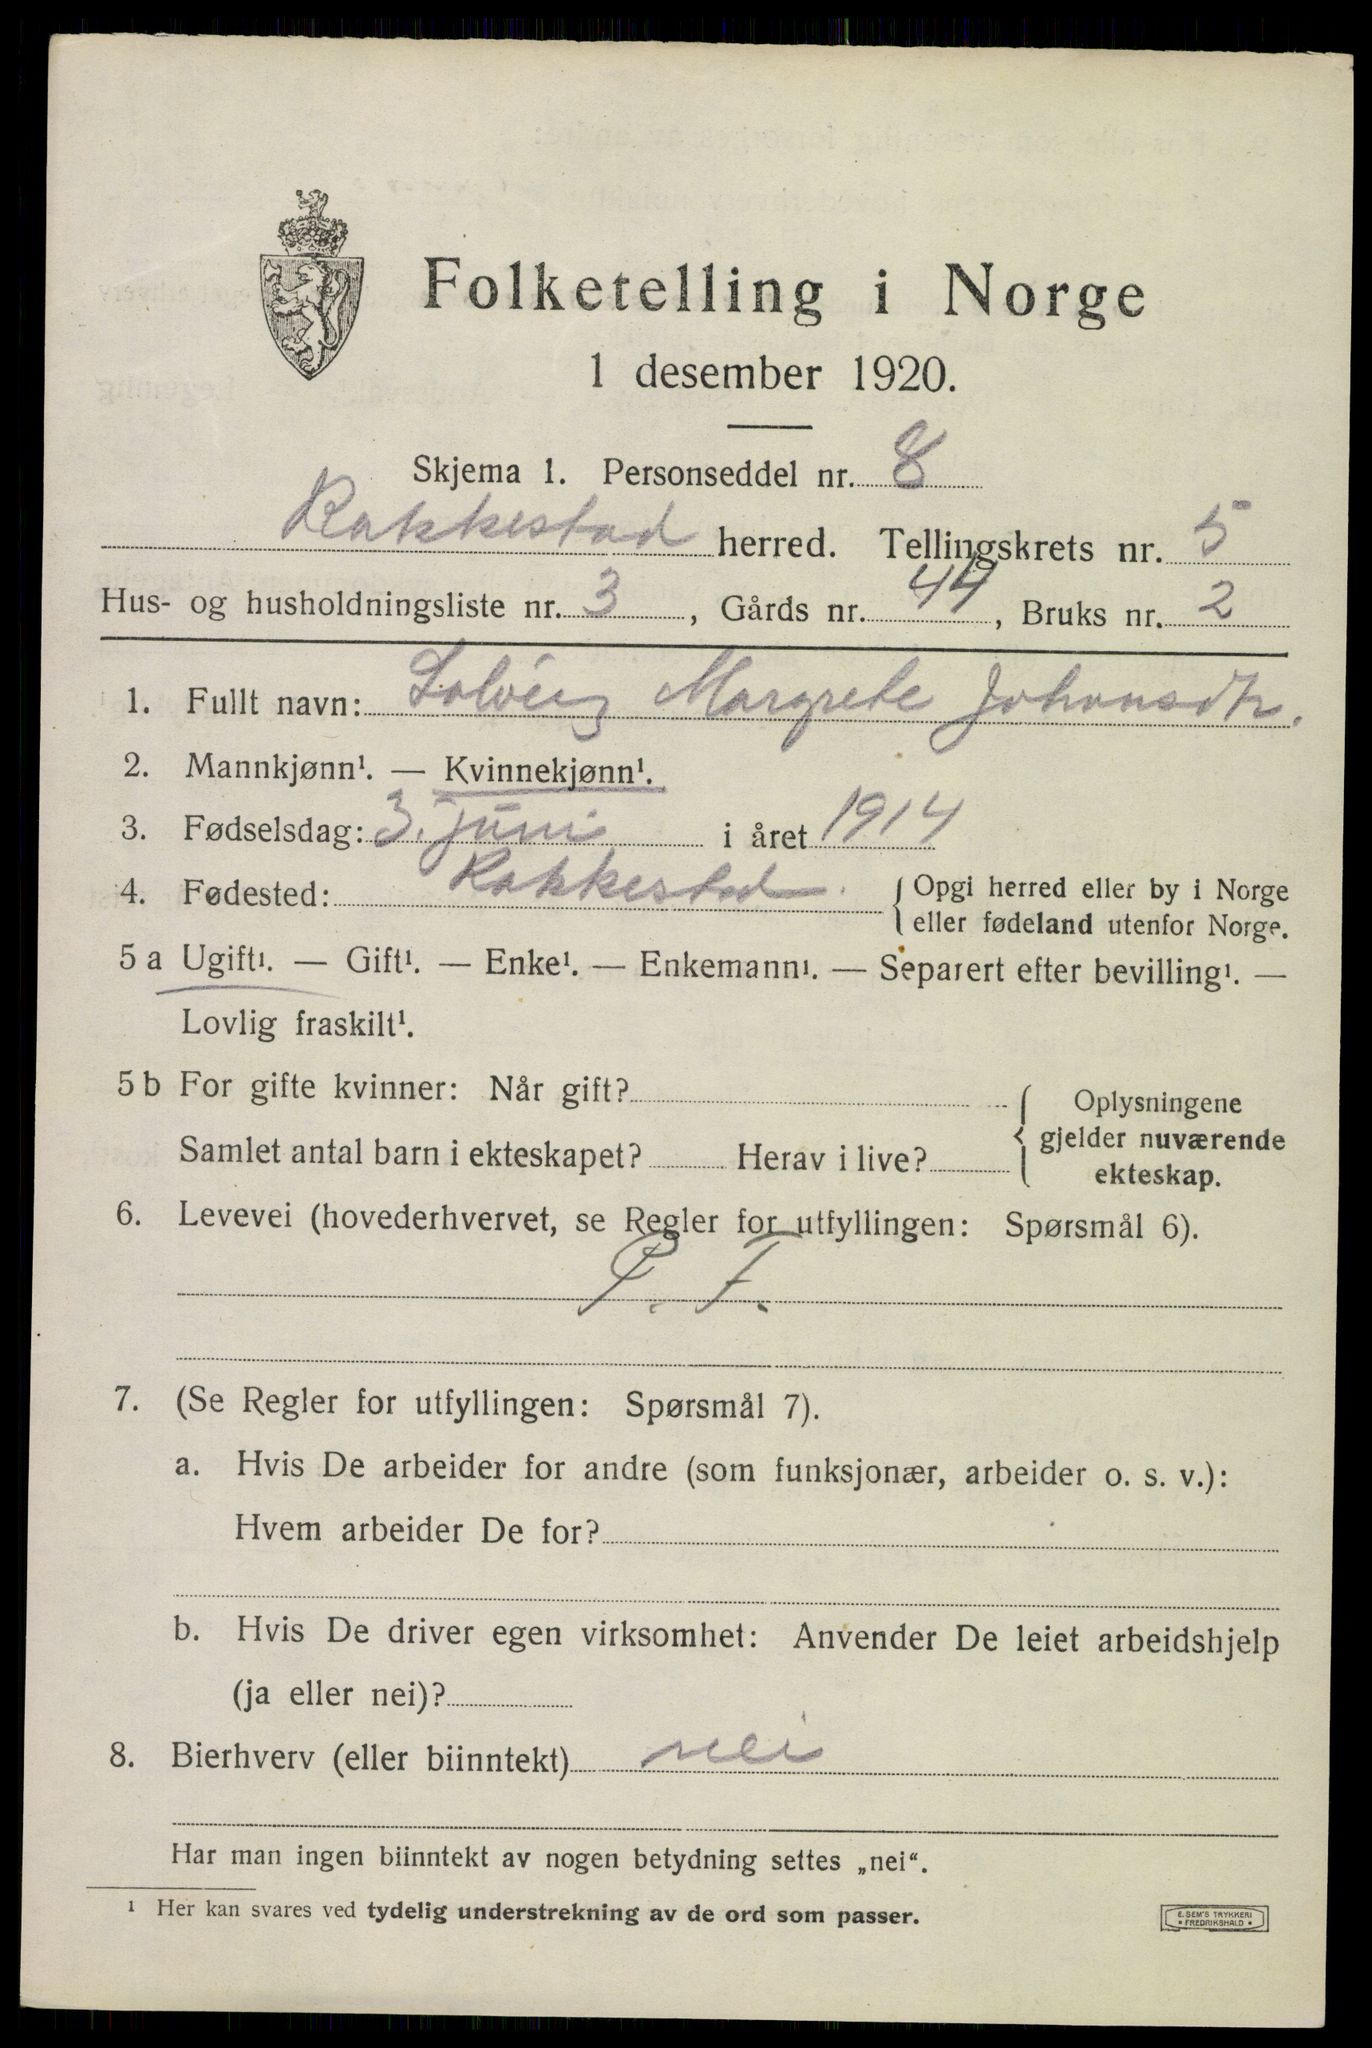 Folketelling i Norge
1 desember 1920.
Skjema 1. Personseddel nr. 8
Rakkestad herred. Tellingskrets nr. 5
Hus- og husholdningsliste nr. 3, Gårds nr. 44, Bruks nr. 2
1. Fullt navn: Solveig Margrete Johansdtr.
2. Mannkjønn¹. — Kvinnekjønn¹.
3. Fødselsdag: 3. juni i året 1914
4. Fødested: Rakkestad. { Opgi herred eller by i Norge
eller fødeland utenfor Norge.
5 a Ugift¹. — Gift¹. — Enke¹. — Enkemann¹. — Separert efter bevilling¹. —
Lovlig fraskilt¹.
5 b For gifte kvinner: Når gift?
Samlet antal barn i ekteskapet? Herav i live?
{ Oplysningene
gjelder nuværende
ekteskap.
6. Levevei (hovederhvervet, se Regler for utfyllingen: Spørsmål 6).
P. F.
7. (Se Regler for utfyllingen: Spørsmål 7).
a. Hvis De arbeider for andre (som funksjonær, arbeider o. s. v.):
Hvem arbeider De for?
b. Hvis De driver egen virksomhet: Anvender De leiet arbeidshjelp
(ja eller nei)?
8. Bierhverv (eller biinntekt) nei
Har man ingen biinntekt av nogen betydning settes „nei“.
¹ Her kan svares ved tydelig understrekning av de ord som passer.
E. SEM'S TRYKKERI
• FREDRIKSHALD •